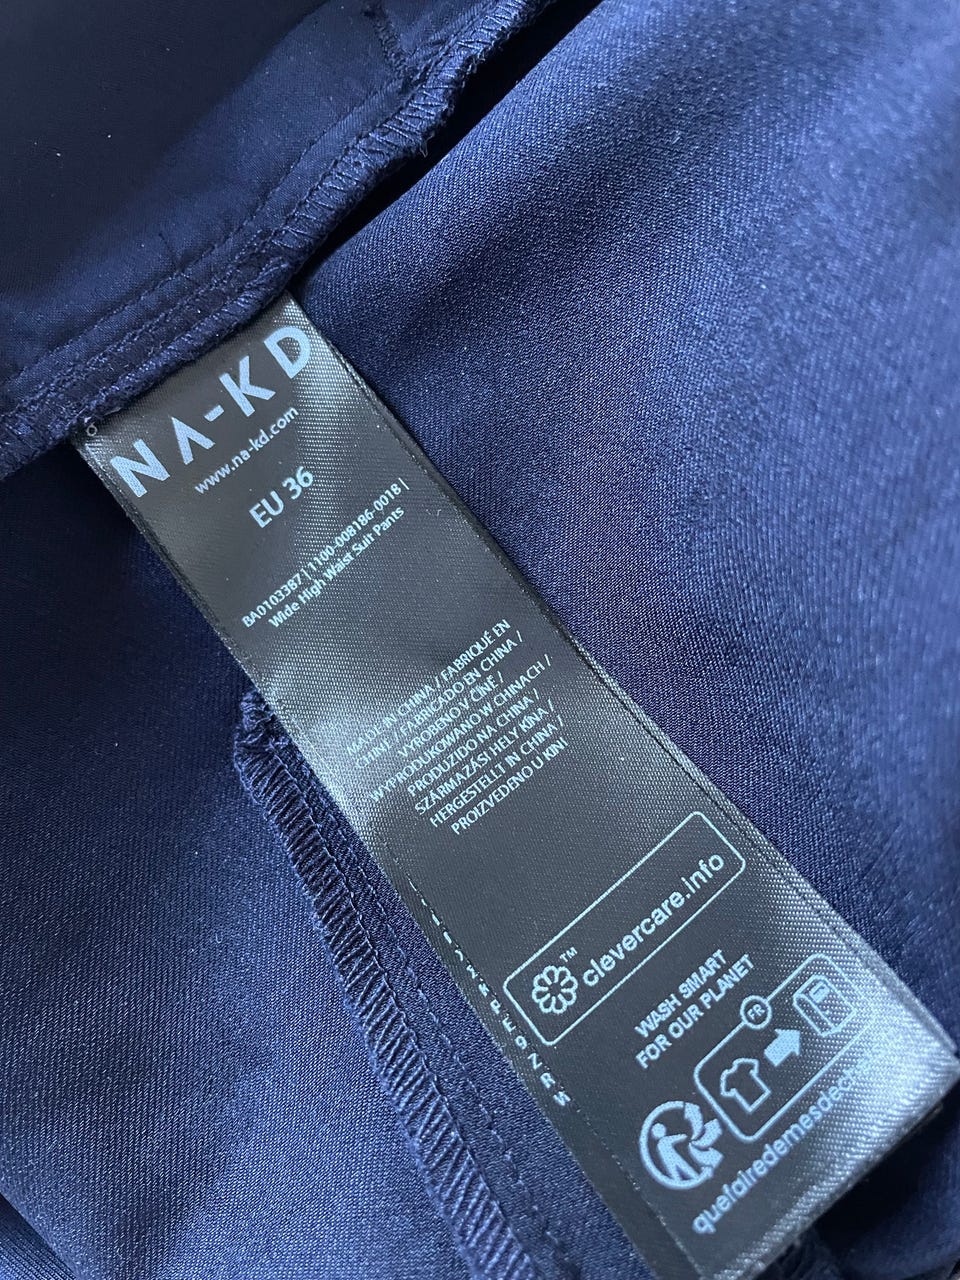 NA-KD
www.na-kd.com
EU 36
BA0103387 | 1100-008186-0018 |
Wide High Waist Suit Pants
MADE IN CHINA / FABRIQUÉ EN
CHINE / FABRICADO EN CHINA /
VYROBENO V ČÍNĚ /
WYPRODUKOWANO W CHINACH /
PRODUZIDO NA CHINA /
SZÁRMAZÁSI HELY KÍNA /
HERGESTELLT IN CHINA /
PROIZVEDENO U KINI
clevercare.info
TM
WASH SMART
FOR OUR PLANET
FR